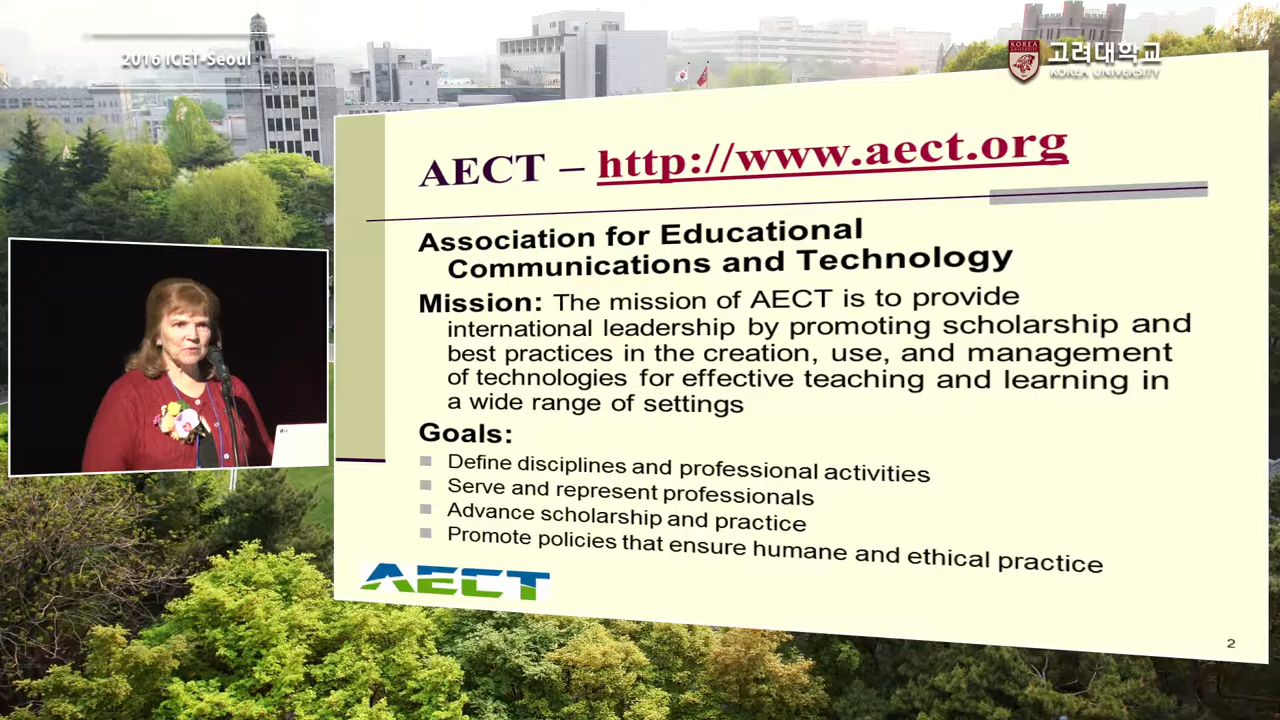 2016 ICET-Seoul
KOREA
고려대학교
KOREA UNIVERSITY
AECT – http://www.aect.org
Association for Educational
Communications and Technology
Mission: The mission of AECT is to provide
international leadership by promoting scholarship and
best practices in the creation, use, and management
of technologies for effective teaching and learning in
a wide range of settings
Goals:
Define disciplines and professional activities
Serve and represent professionals
Advance scholarship and practice
Promote policies that ensure humane and ethical practice
AECT
2